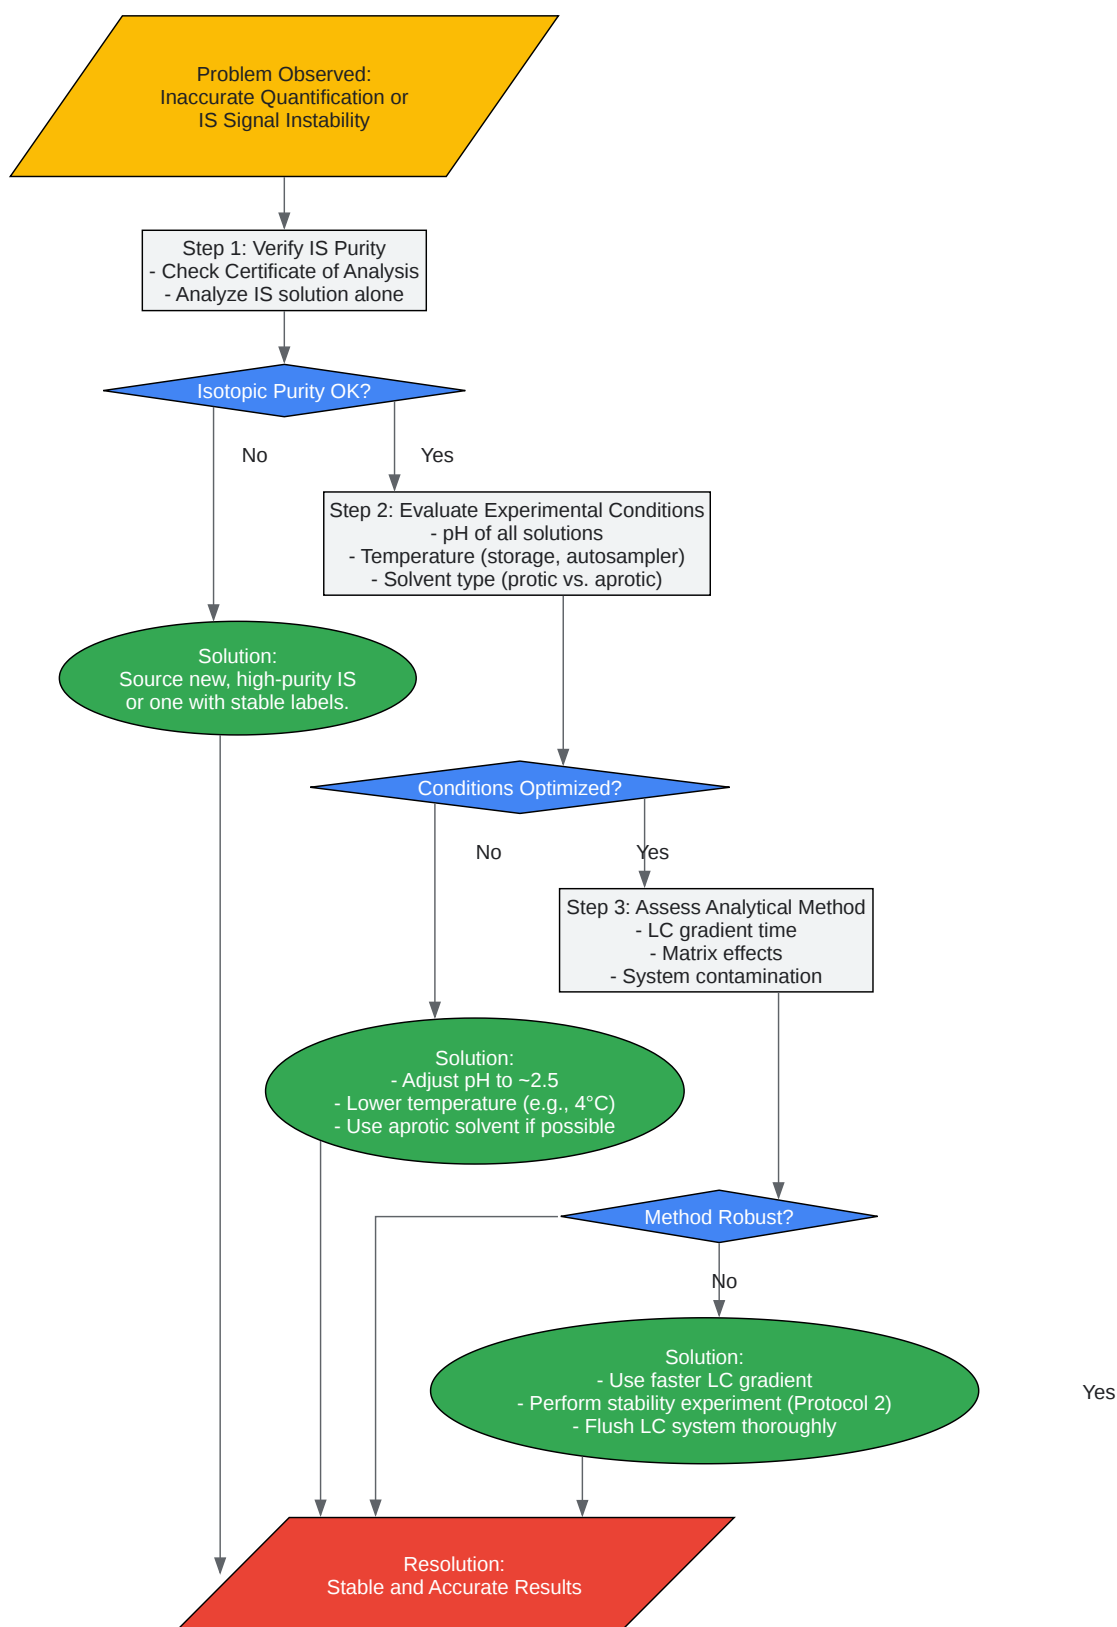 Problem Observed:
Inaccurate Quantification or
IS Signal Instability
Step 1: Verify IS Purity
- Check Certificate of Analysis
- Analyze IS solution alone
Isotopic Purity OK?
No
Yes
Step 2: Evaluate Experimental Conditions
- pH of all solutions
- Temperature (storage, autosampler)
- Solvent type (protic vs. aprotic)
Solution:
Source new, high-purity IS
or one with stable labels.
Conditions Optimized?
No
Yes
Step 3: Assess Analytical Method
- LC gradient time
- Matrix effects
- System contamination
Solution:
- Adjust pH to ~2.5
- Lower temperature (e.g., 4°C)
- Use aprotic solvent if possible
Method Robust?
No
Solution:
- Use faster LC gradient
- Perform stability experiment (Protocol 2)
- Flush LC system thoroughly
Yes
Resolution:
Stable and Accurate Results